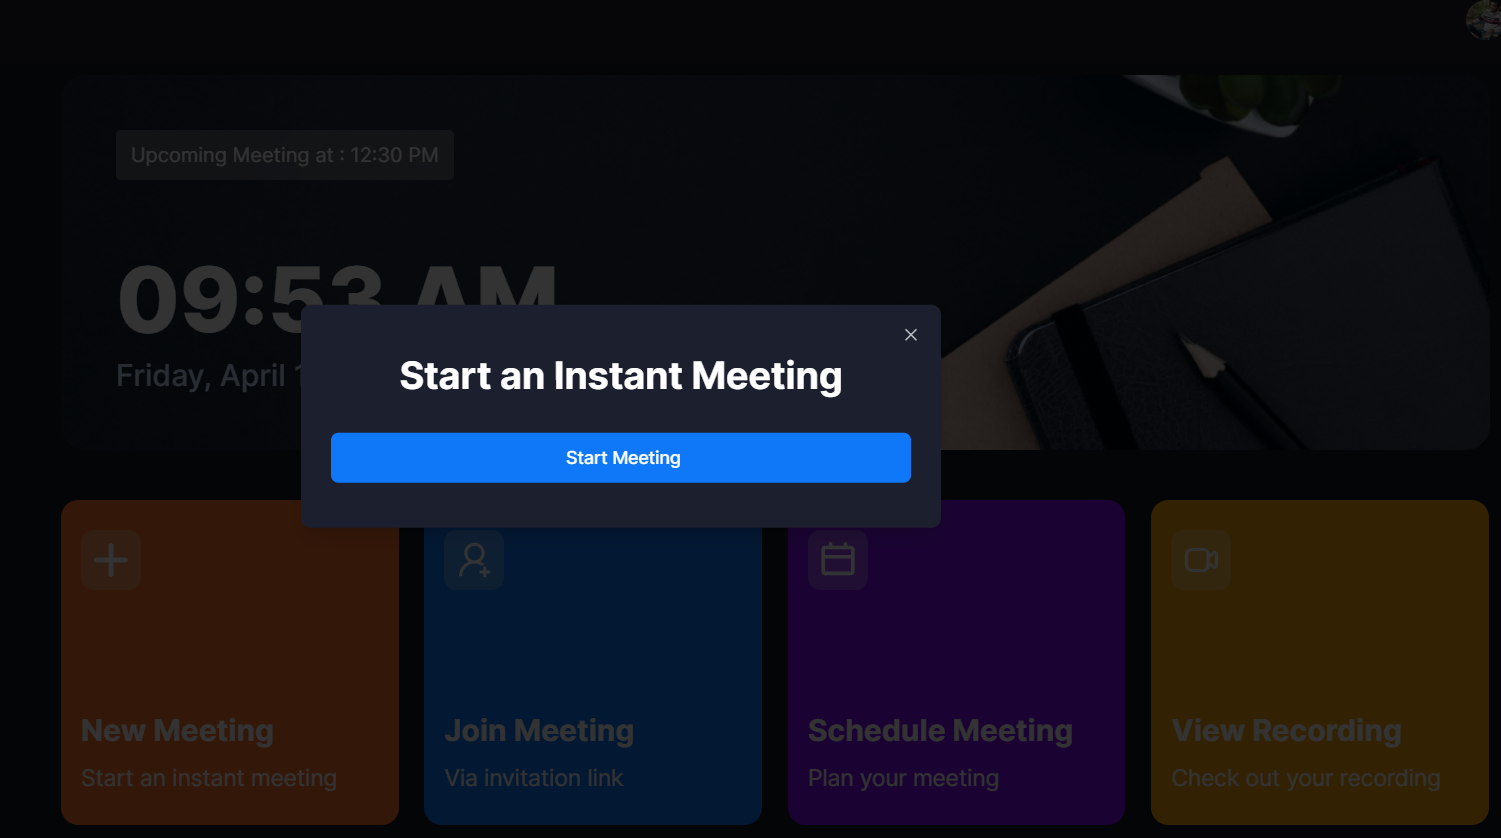 Upcoming Meeting at : 12:30 PM
09:53 AM
Friday, April
Start an Instant Meeting
Start Meeting
New Meeting
Start an instant meeting
Join Meeting
Via invitation link
Schedule Meeting
Plan your meeting
View Recording
Check out your recording